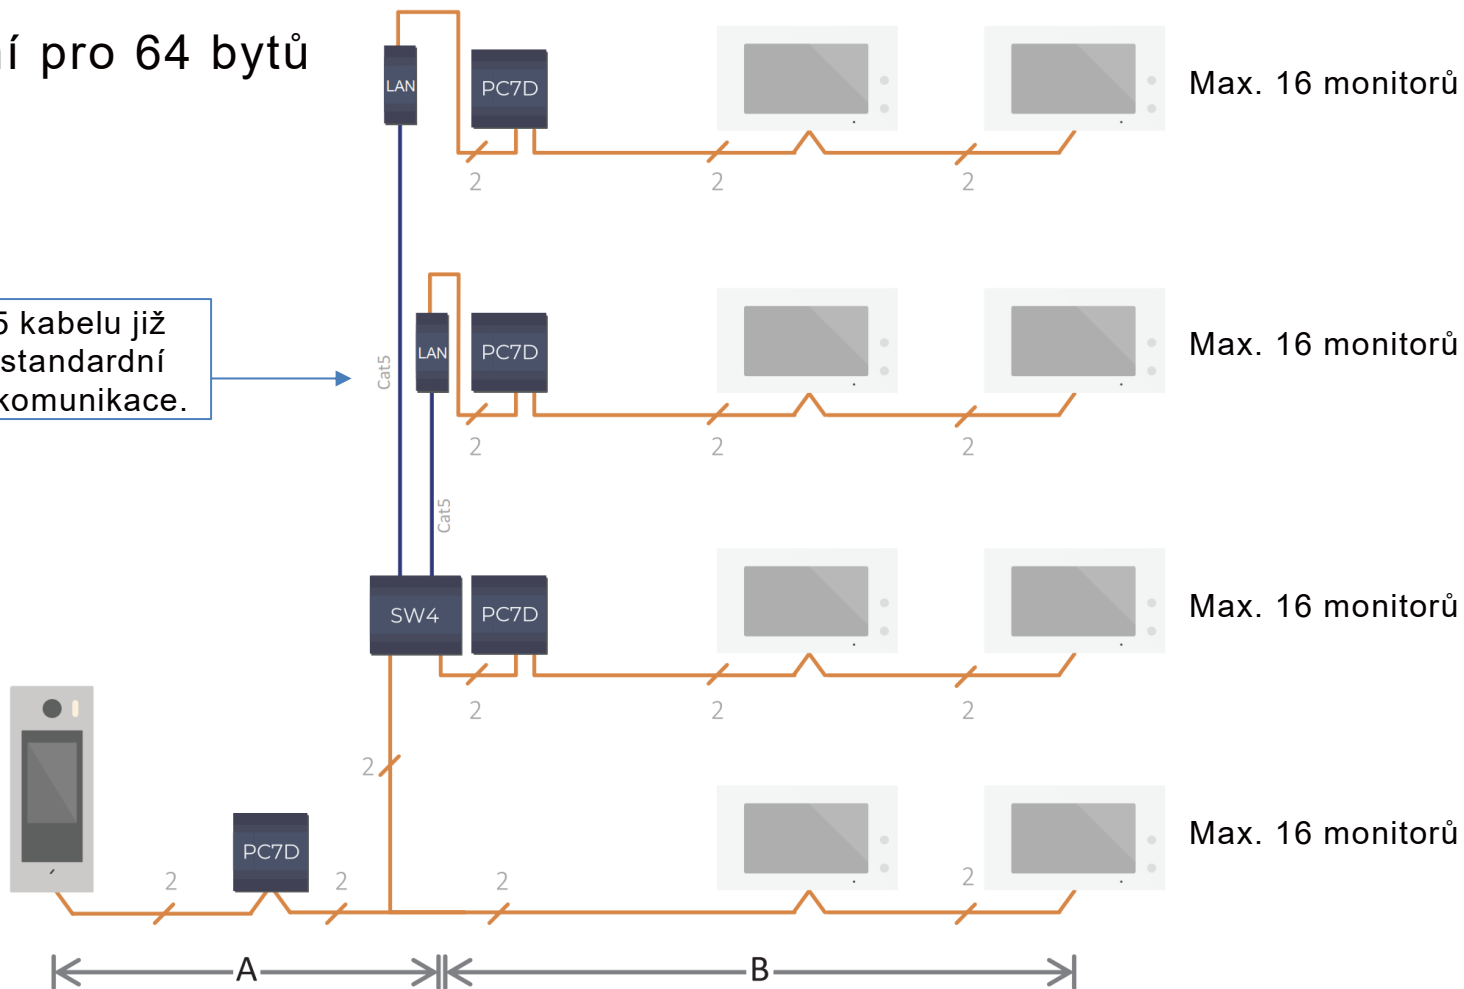 ní pro 64 bytů
LAN
PC7D
Max. 16 monitorů
2
2
2
5 kabelu již
standardní
komunikace.
Cat5
LAN
PC7D
Max. 16 monitorů
2
2
2
Cat5
SW4
PC7D
Max. 16 monitorů
2
2
2
2
PC7D
Max. 16 monitorů
2
2
2
2
A
B